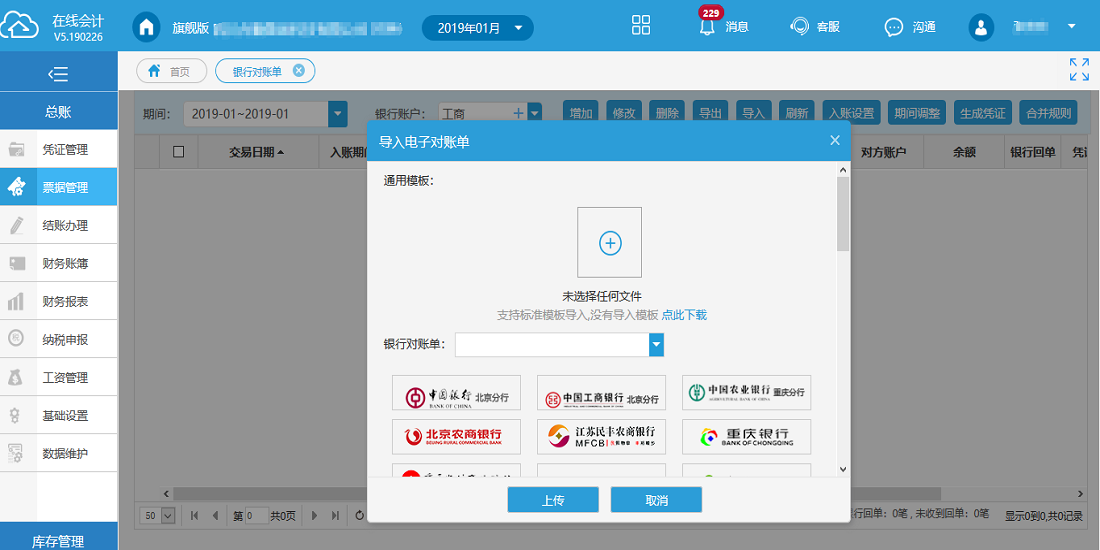 在线会计
V5.190226
旗舰版
2019年01月
229
消息
客服
沟通
首页
银行对账单
总账
凭证管理
票据管理
结账办理
财务账簿
财务报表
纳税申报
工资管理
基础设置
数据维护
库存管理
期间：
2019-01~2019-01
银行账户：
工商
增加
修改
删除
导出
导入
刷新
入账设置
期间调整
生成凭证
合并规则
交易日期
入账期间
对方账户
余额
银行回单
导入电子对账单
通用模板：
未选择任何文件
支持标准模板导入,没有导入模板 点此下载
银行对账单：
中国银行 北京分行
BANK OF CHINA
中国工商银行 北京分行
中国农业银行 重庆分行
AGRICULTURAL BANK OF CHINA
北京农商银行
BEIJING RURAL COMMERCIAL BANK
江苏民丰农商银行
MFCB
重庆银行
BANK OF CHONGQING
上传
取消
50
第 0 共0页
行回单：0笔，未收到回单：0笔
显示0到0,共0记录